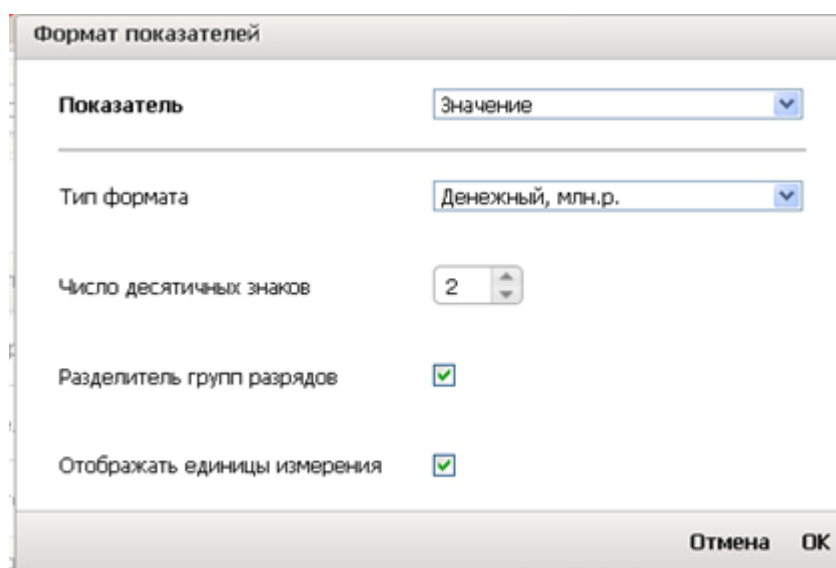 Формат показателей
Показатель Значение
Тип формата Денежный, млн.р.
Число десятичных знаков 2
Разделитель групп разрядов
Отображать единицы измерения
Отмена ОК